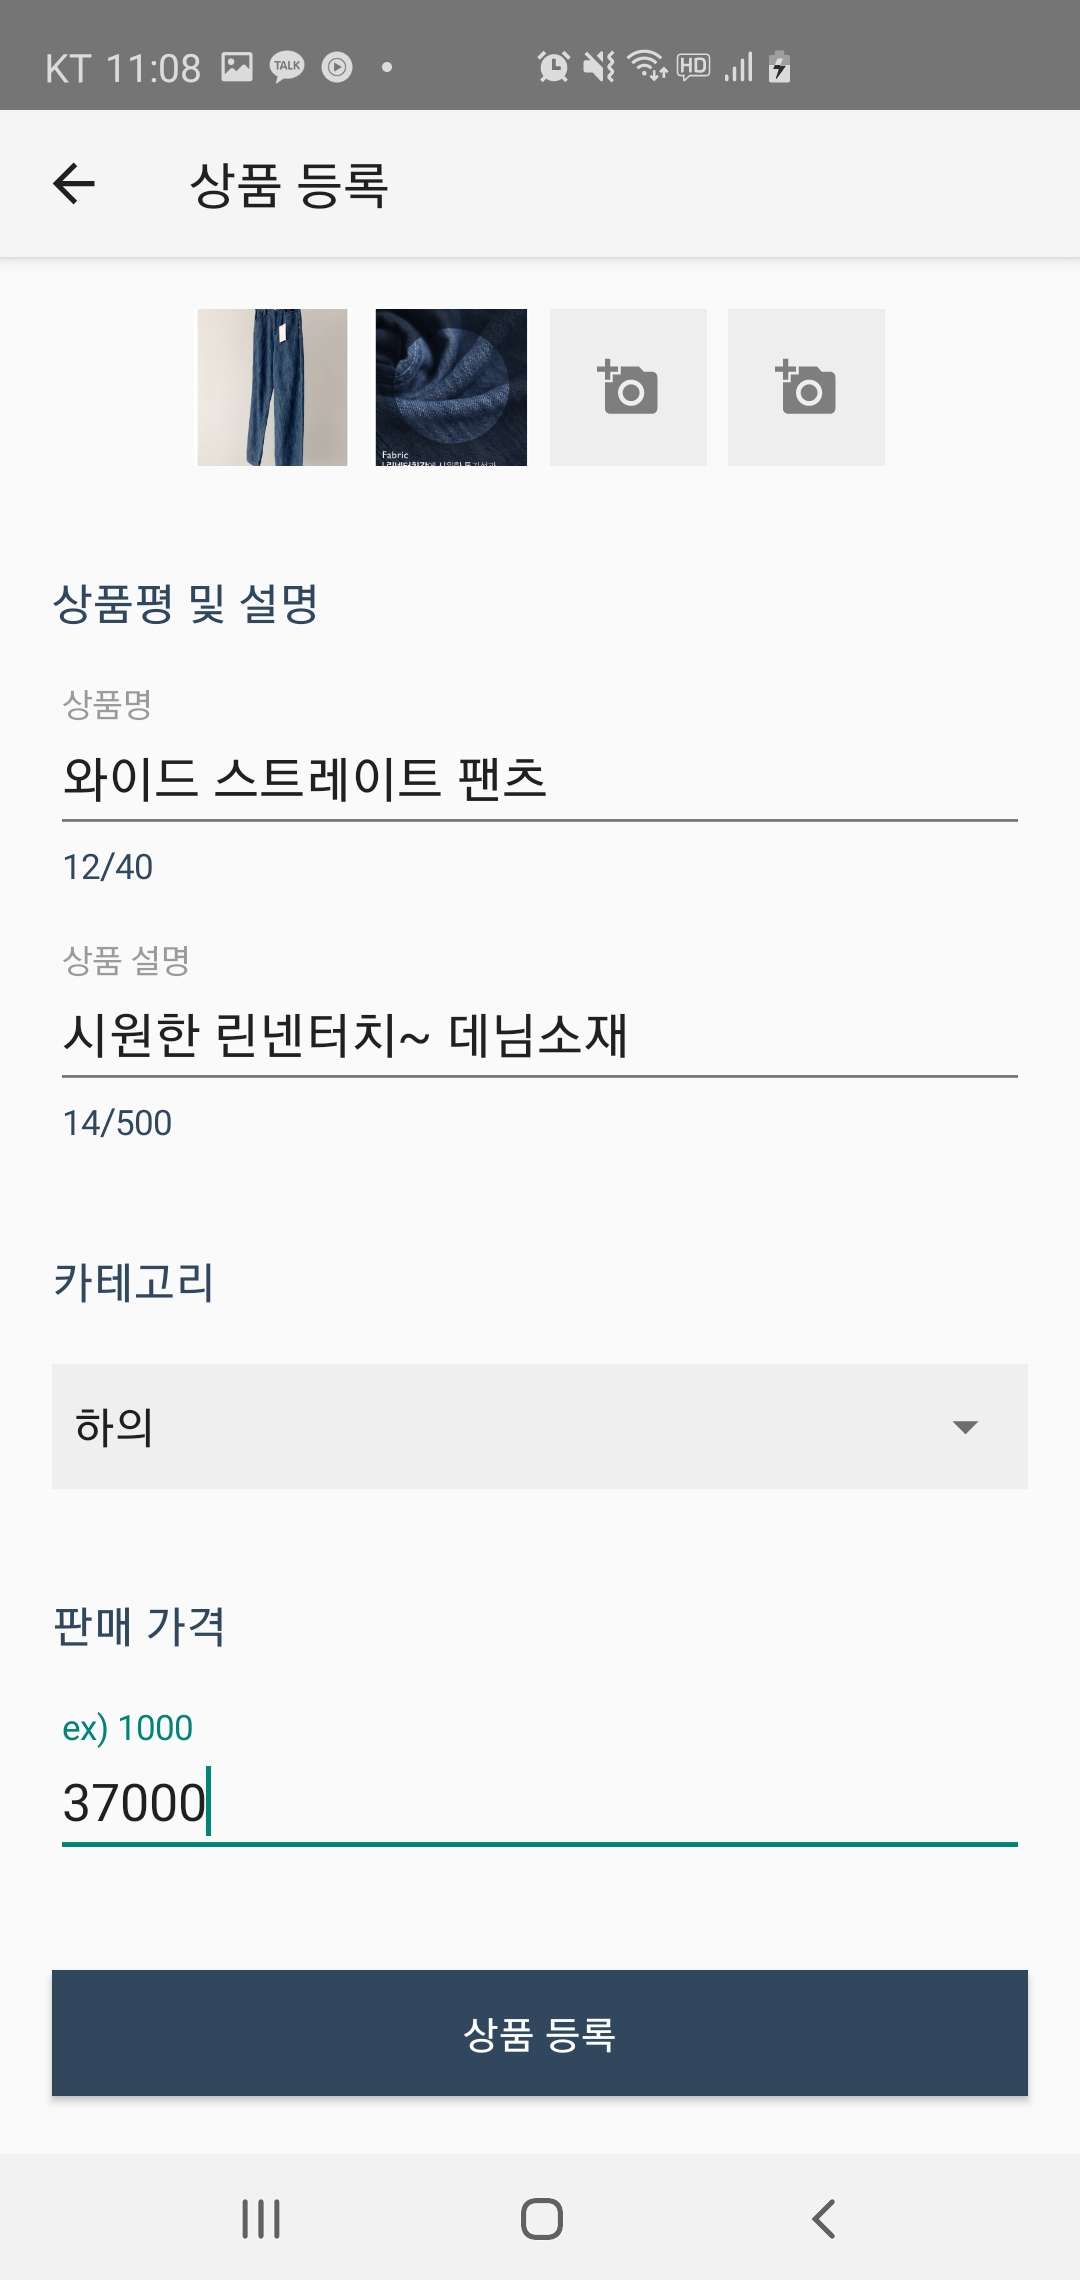 KT 11:08 TALK HD
상품 등록
Fabric
상품평 및 설명
상품명
와이드 스트레이트 팬츠
12/40
상품 설명
시원한 린넨터치~ 데님소재
14/500
카테고리
하의
판매 가격
ex) 1000
37000
상품 등록